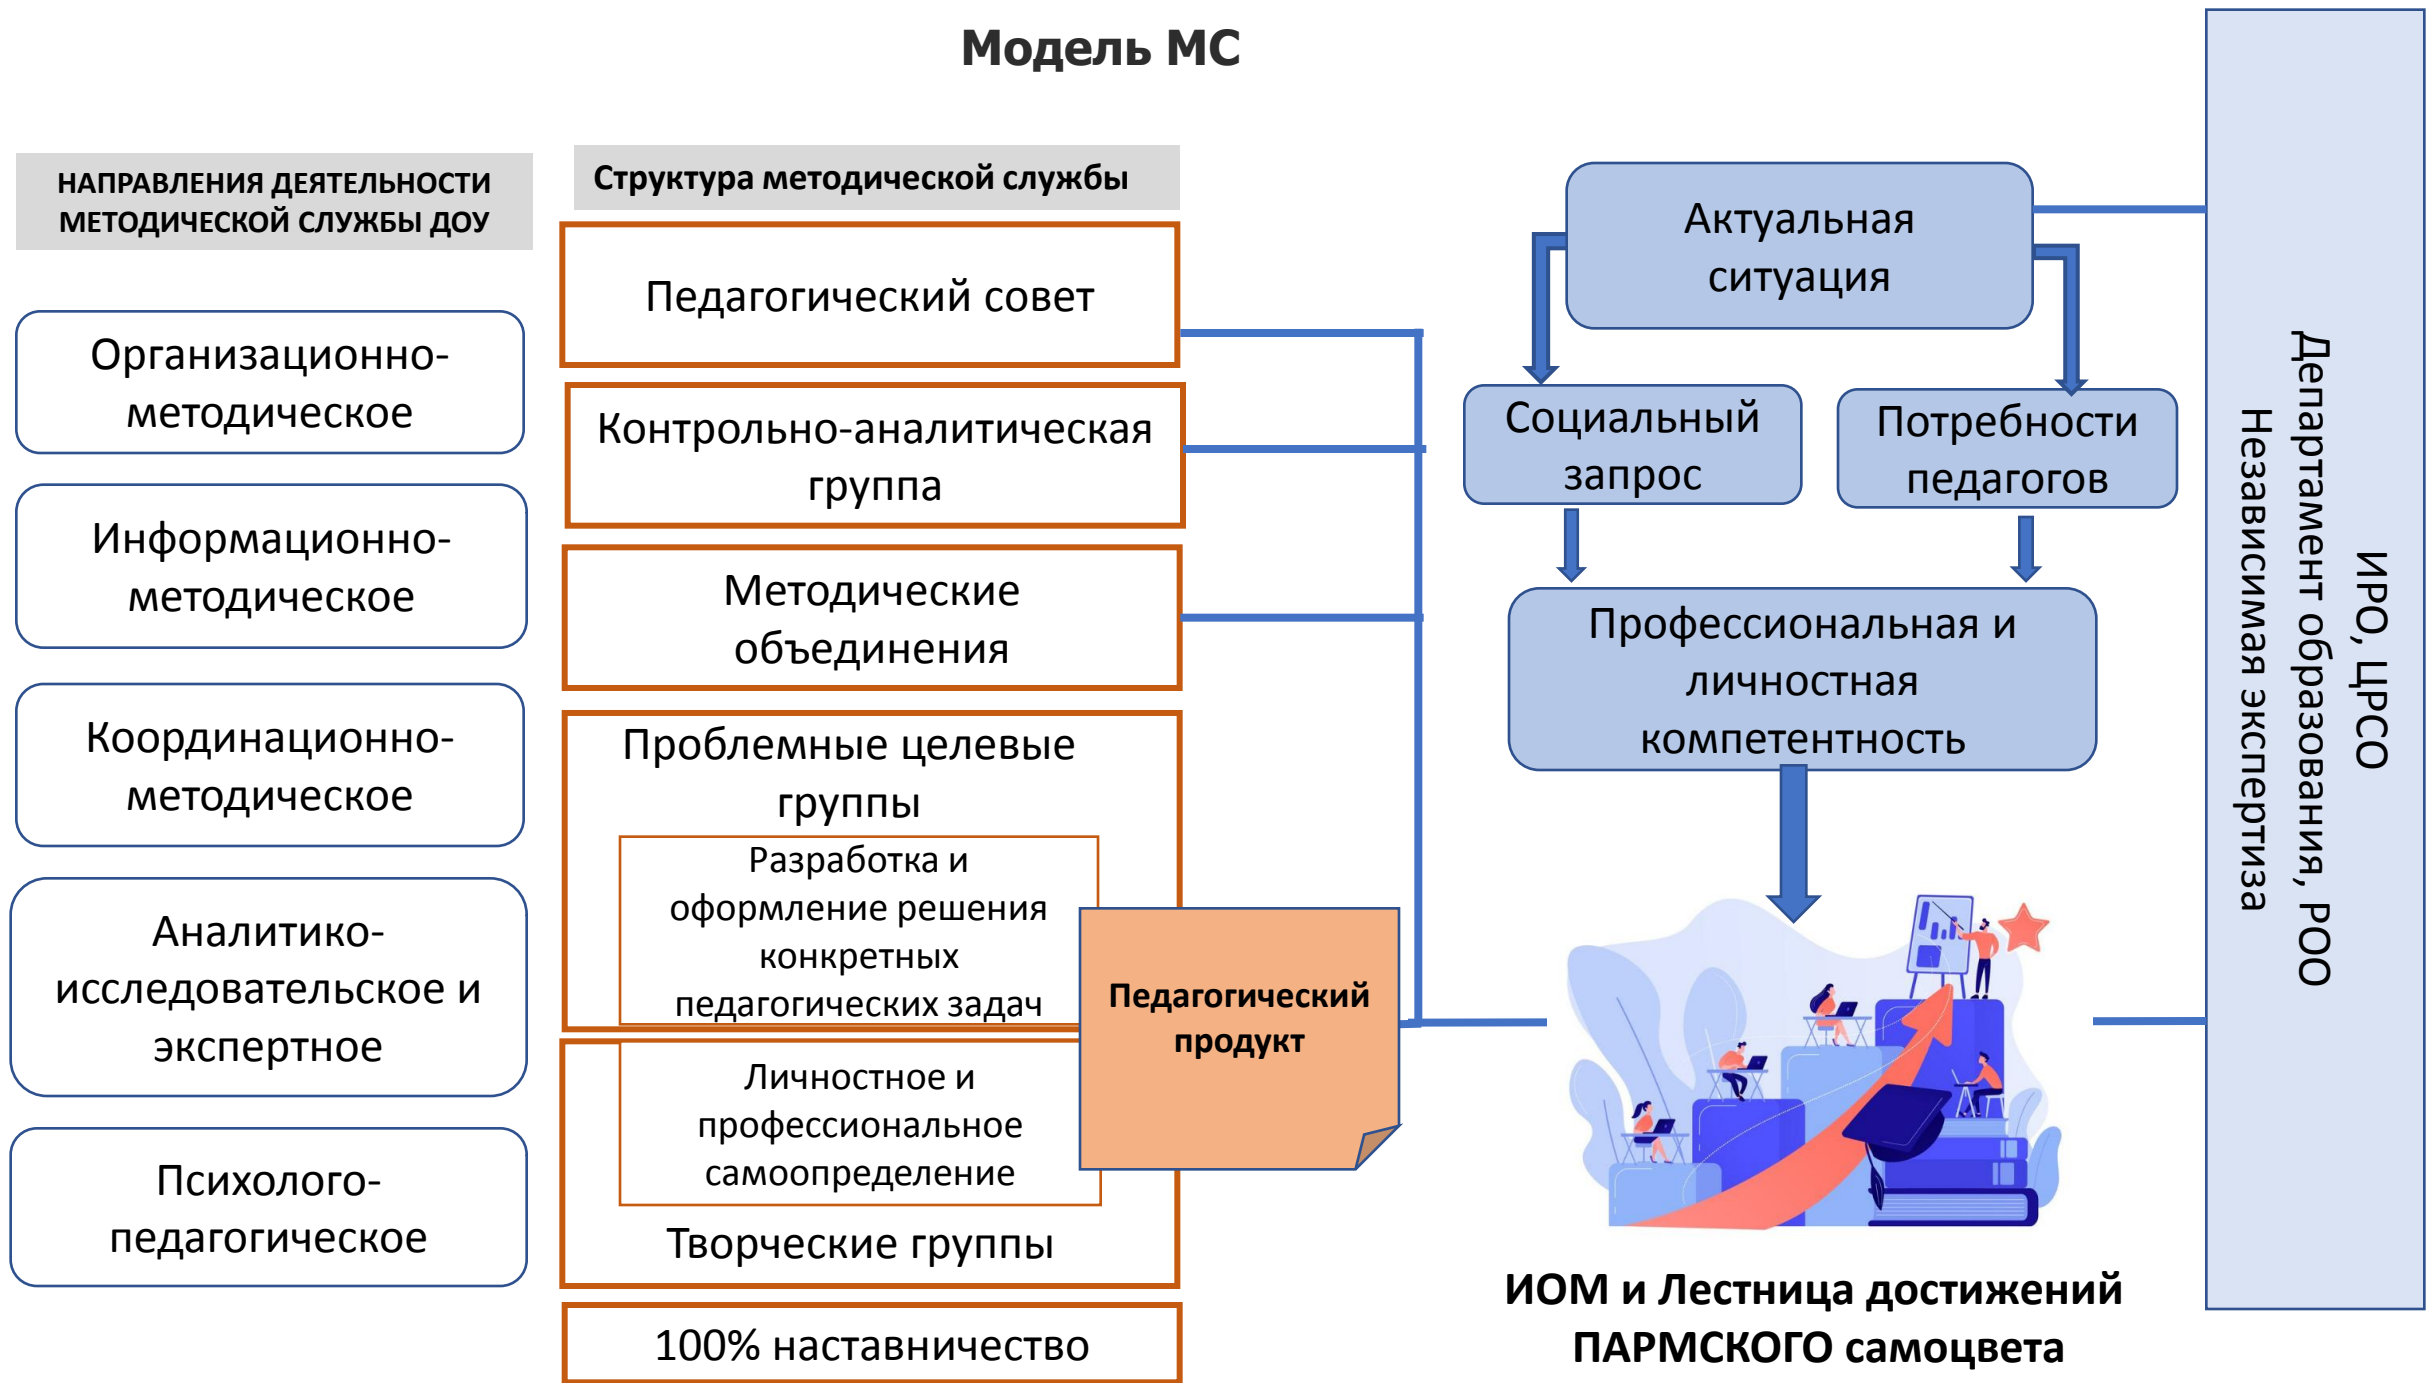 Модель МС
НАПРАВЛЕНИЯ ДЕЯТЕЛЬНОСТИ
МЕТОДИЧЕСКОЙ СЛУЖБЫ ДОУ
Организационно-
методическое
Информационно-
методическое
Координационно-
методическое
Аналитико-
исследовательское и
экспертное
Психолого-
педагогическое
Структура методической службы
Педагогический совет
Контрольно-аналитическая
группа
Методические
объединения
Проблемные целевые
группы
Разработка и
оформление решения
конкретных
педагогических задач
Личностное и
профессиональное
самоопределение
Творческие группы
100% наставничество
Педагогический
продукт
Актуальная
ситуация
Социальный
запрос
Потребности
педагогов
Профессиональная и
личностная
компетентность
ИОМ и Лестница достижений
ПАРМСКОГО самоцвета
ИРО, ЦРСО
Департамент образования, РОО
Независимая экспертиза